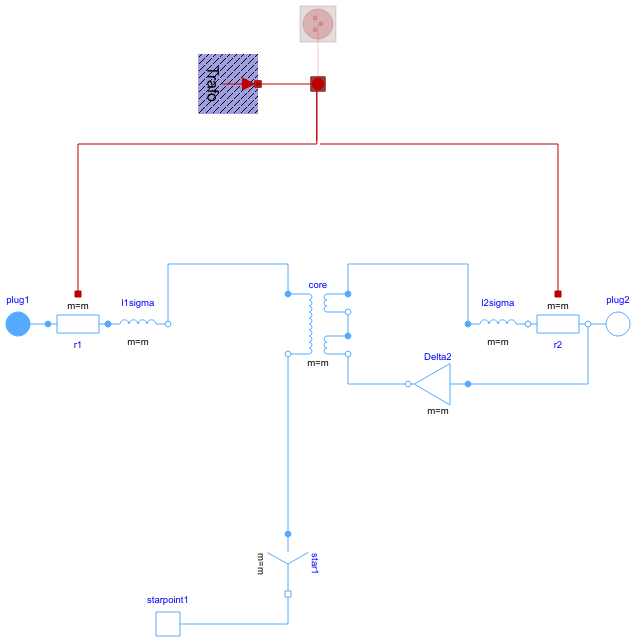 Trafo
core
plug1
m=m
l1sigma
l2sigma
m=m
plug2
r1
m=m
m=m
r2
m=m
Delta2
m=m
m=m
star1
starpoint1